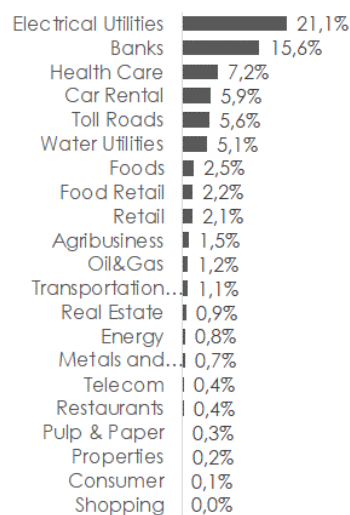 Electrical Utilities 21,1%
Banks 15,6%
Health Care 7,2%
Car Rental 5,9%
Toll Roads 5,6%
Water Utilities 5,1%
Foods 2,5%
Food Retail 2,2%
Retail 2,1%
Agribusiness 1,5%
Oil&Gas 1,2%
Transportation... 1,1%
Real Estate 0,9%
Energy 0,8%
Metals and... 0,7%
Telecom 0,4%
Restaurants 0,4%
Pulp & Paper 0,3%
Properties 0,2%
Consumer 0,1%
Shopping 0,0%